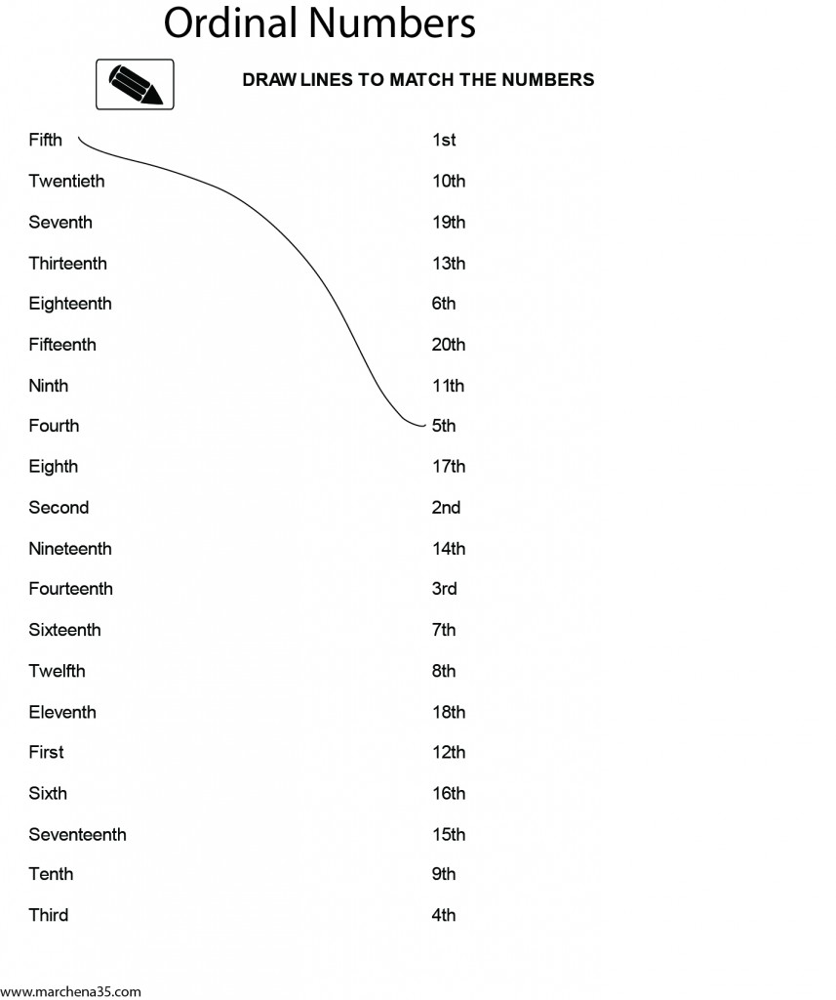 Ordinal Numbers
DRAW LINES TO MATCH THE NUMBERS
Fifth 1st
Twentieth 10th
Seventh 19th
Thirteenth 13th
Eighteenth 6th
Fifteenth 20th
Ninth 11th
Fourth 5th
Eighth 17th
Second 2nd
Nineteenth 14th
Fourteenth 3rd
Sixteenth 7th
Twelfth 8th
Eleventh 18th
First 12th
Sixth 16th
Seventeenth 15th
Tenth 9th
Third 4th
www.marchena35.com